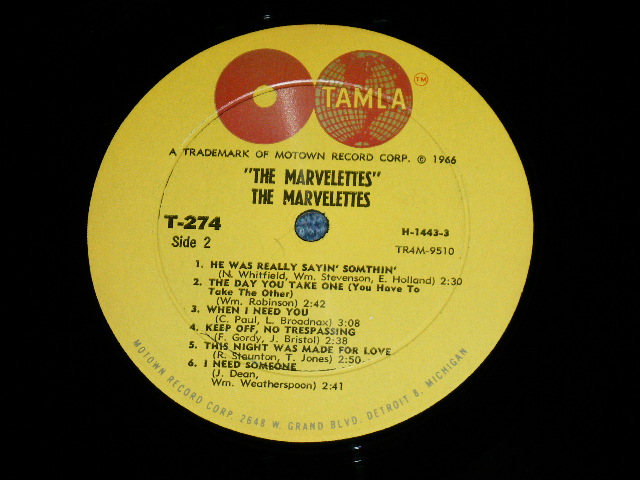 TAMLA TM
A TRADEMARK OF MOTOWN RECORD CORP. © 1966
"THE MARVELETTES"
THE MARVELETTES
T-274
Side 2
H-1443-3
TR4M-9510
1. HE WAS REALLY SAYIN' SOMTHIN'
(N. Whitfield, Wm. Stevenson, E. Holland) 2:30
2. THE DAY YOU TAKE ONE (You Have To
Take The Other)
(Wm. Robinson) 2:42
3. WHEN I NEED YOU
(C. Paul, L. Broadnax) 3:08
4. KEEP OFF, NO TRESPASSING
(F. Gordy, J. Bristol) 2:38
5. THIS NIGHT WAS MADE FOR LOVE
(R. Staunton, T. Jones) 2:50
6. I NEED SOMEONE
(J. Dean,
Wm. Weatherspoon) 2:41
MOTOWN RECORD CORP. 2648 W. GRAND BLVD. DETROIT 8, MICHIGAN